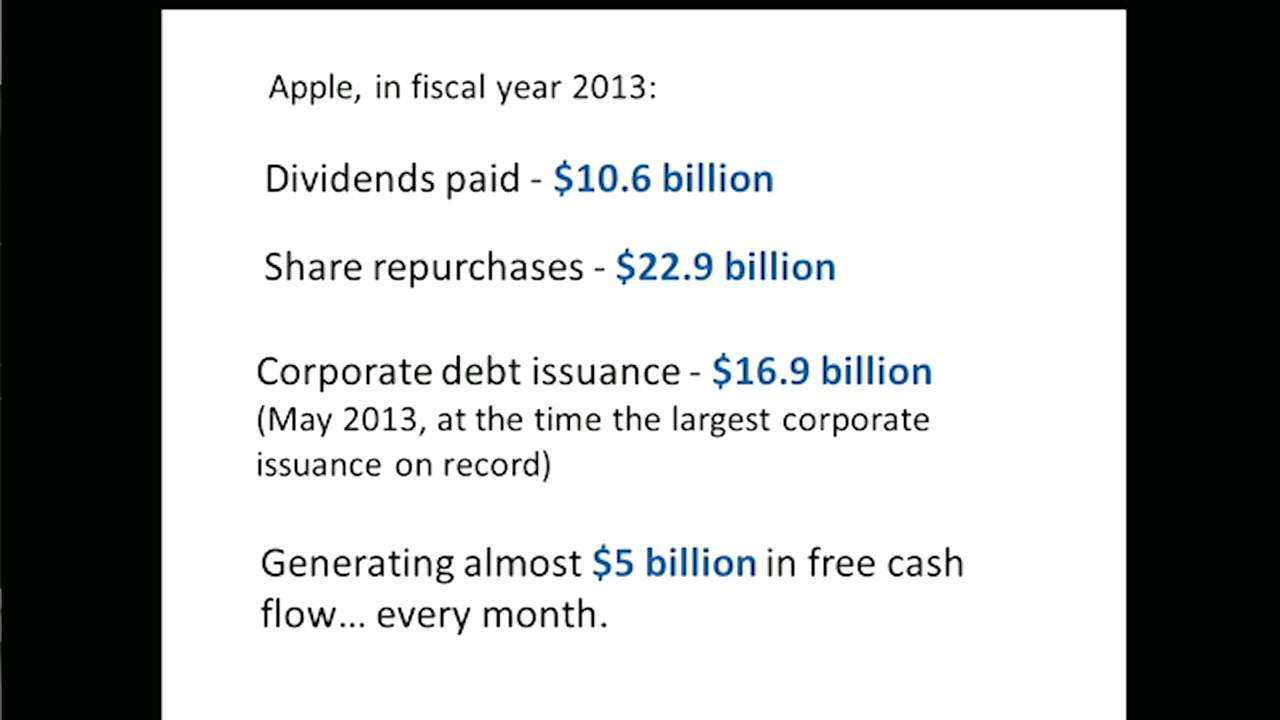 Apple, in fiscal year 2013:
Dividends paid - $10.6 billion
Share repurchases - $22.9 billion
Corporate debt issuance - $16.9 billion
(May 2013, at the time the largest corporate
issuance on record)
Generating almost $5 billion in free cash
flow... every month.